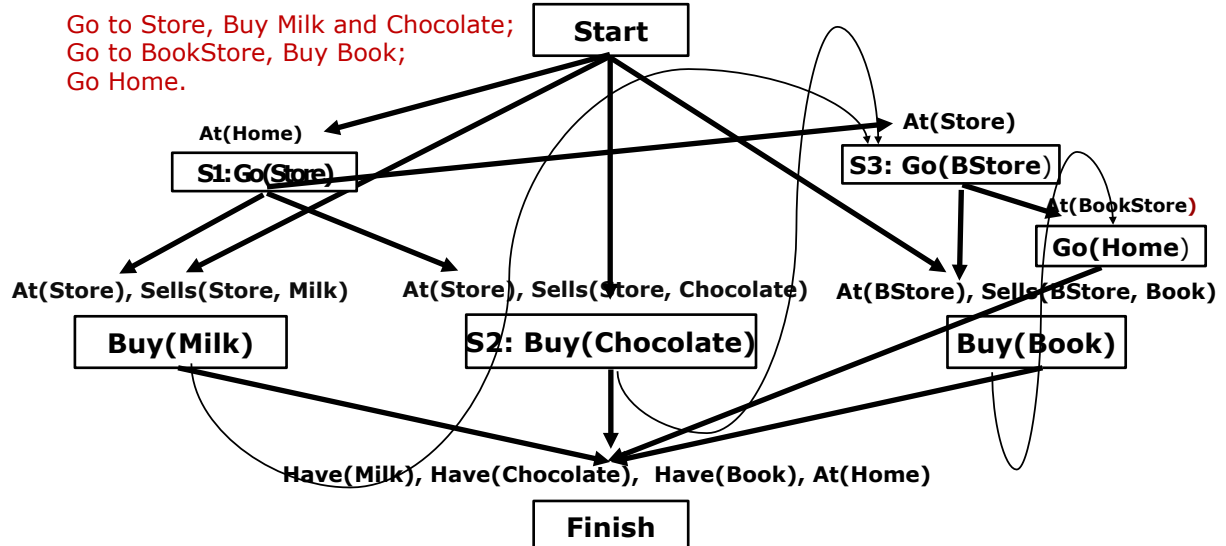 Go to Store, Buy Milk and Chocolate;
Go to BookStore, Buy Book;
Go Home.
Start
At(Home)
At(Store)
S1:Go(Store)
S3: Go(BStore)
At(BookStore)
Go(Home)
At(Store), Sells(Store, Milk)
At(Store), Sells(Store, Chocolate)
At(BStore), Sells(BStore, Book)
Buy(Milk)
S2: Buy(Chocolate)
Buy(Book)
Have(Milk), Have(Chocolate), Have(Book), At(Home)
Finish